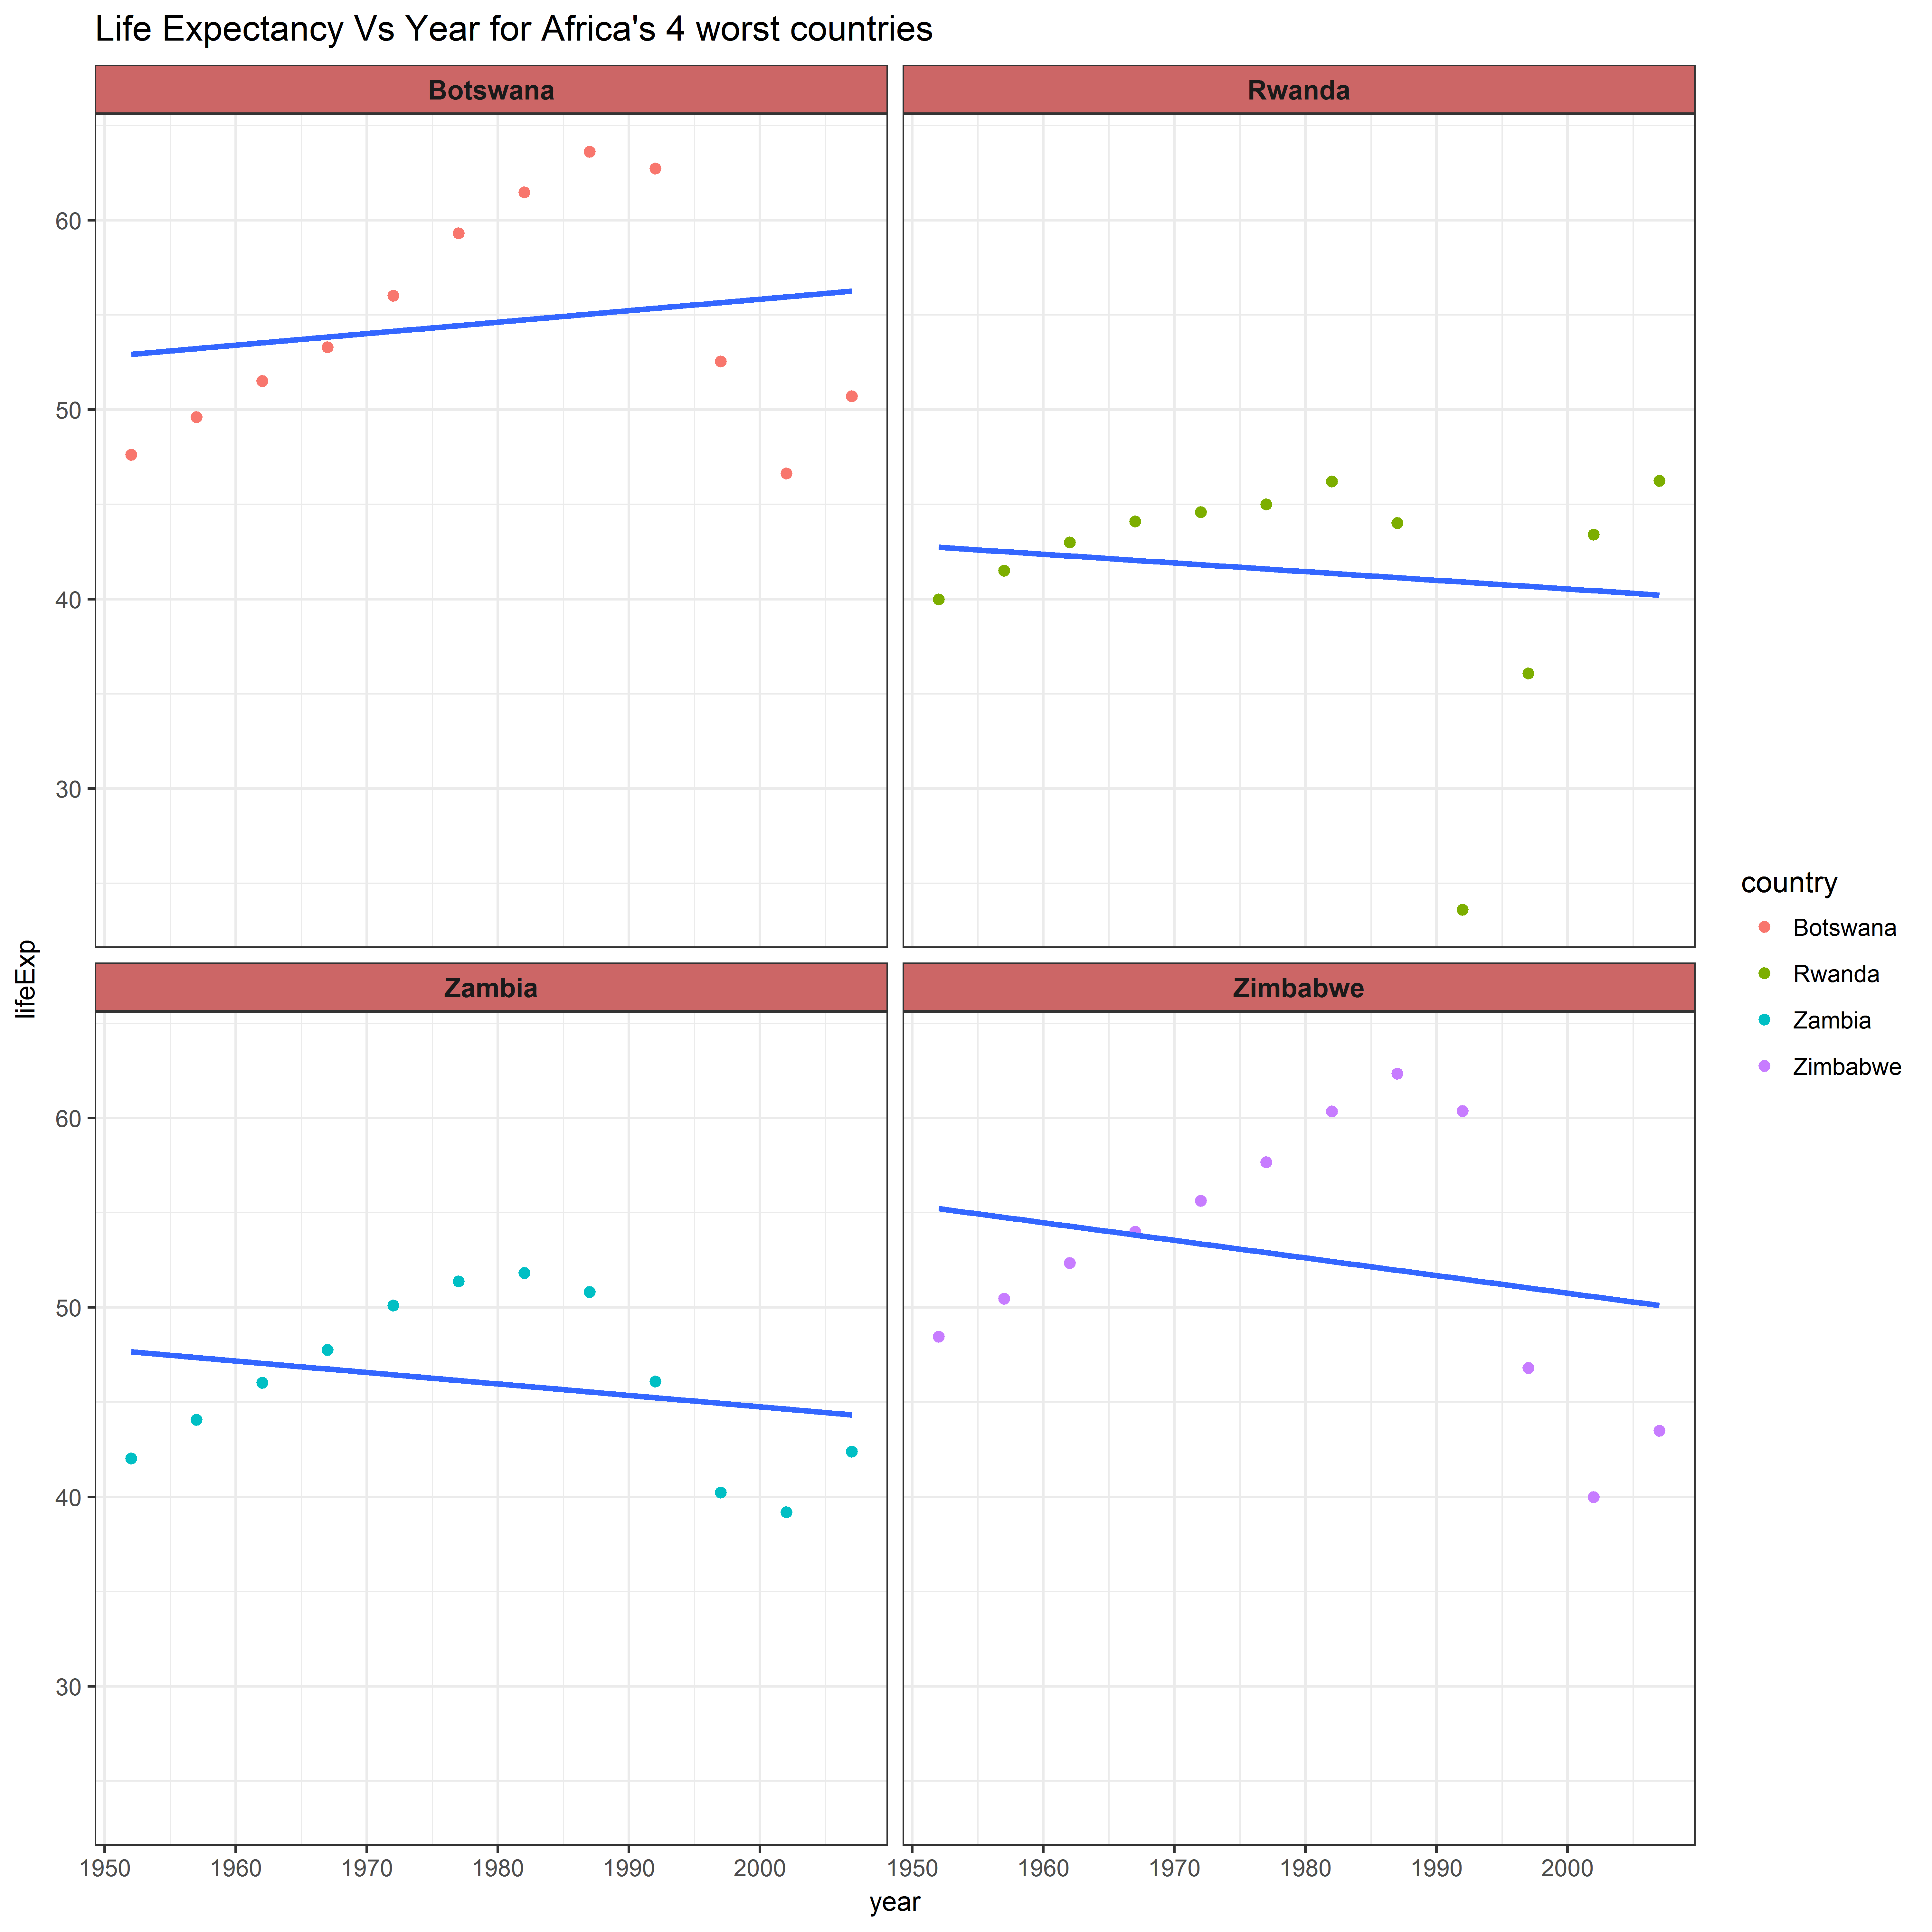 Life Expectancy Vs Year for Africa's 4 worst countries
Botswana
Rwanda
60
50
40
30
lifeExp
Zambia
Zimbabwe
60
50
40
30
1950 1960 1970 1980 1990 2000
1950 1960 1970 1980 1990 2000
year
country
Botswana
Rwanda
Zambia
Zimbabwe